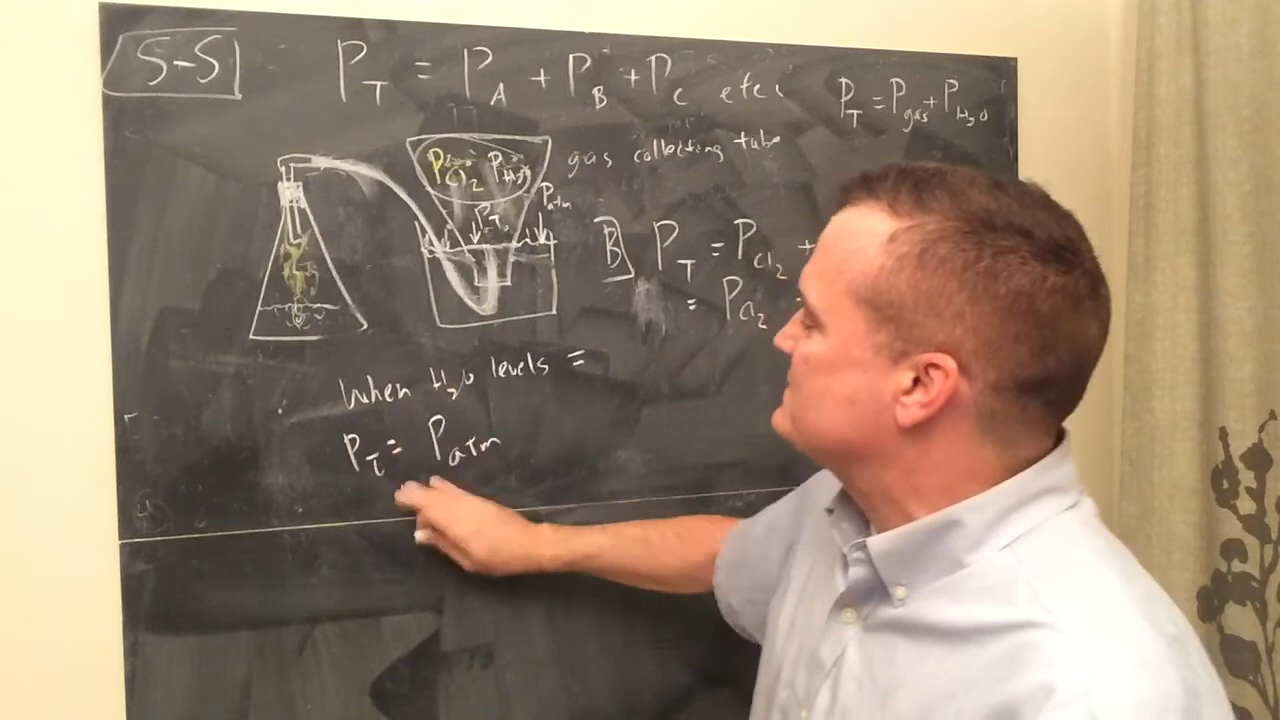 S-S
P_T = P_A + P_B + P_C etc.
P_T = P_gas + P_H2O
gas collecting tube
P_Cl2 P_H2O
P_atm
P_T
B P_T = P_Cl2 +
= P_Cl2
When H2O levels =
P_T = P_atm